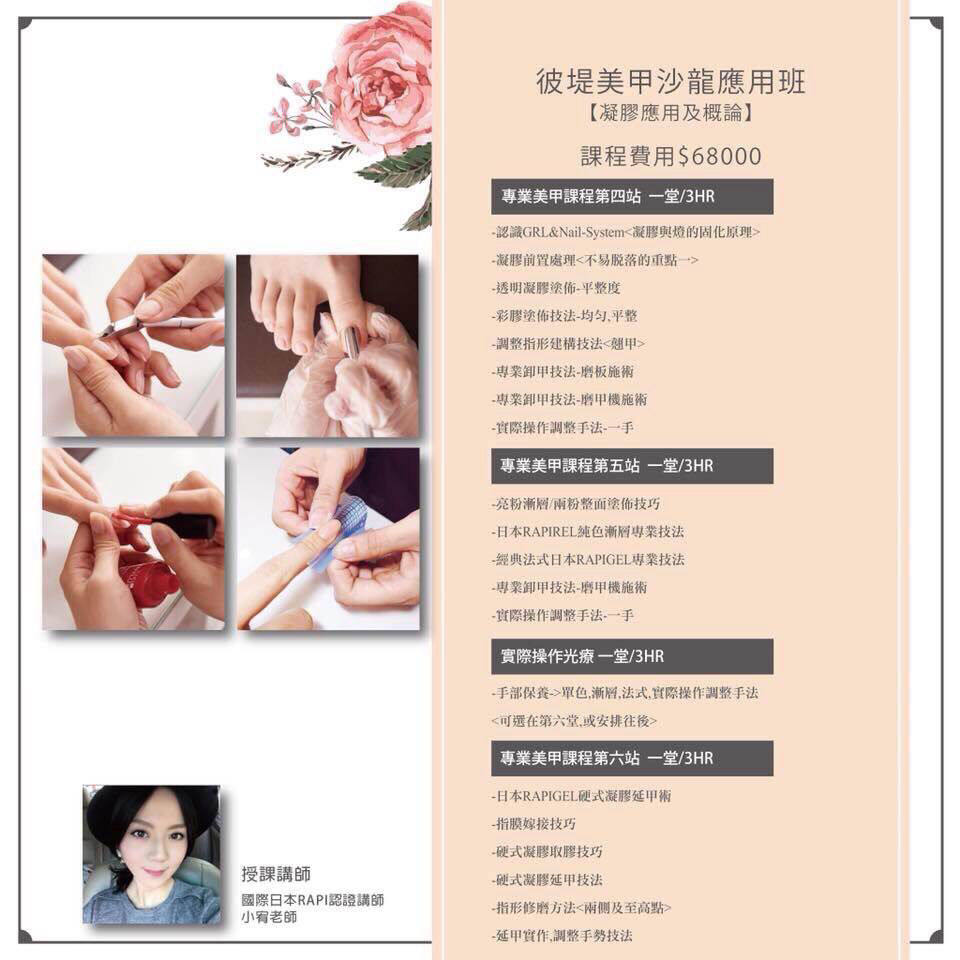 彼堤美甲沙龍應用班
【凝膠應用及概論】
課程費用$68000
專業美甲課程第四站 一堂/3HR
-認識GRL&Nail-System<凝膠與燈的固化原理>
-凝膠前置處理<不易脫落的重點一>
-透明凝膠塗佈-平整度
-彩膠塗佈技法-均勻,平整
-調整指形建構技法<翹甲>
-專業卸甲技法-磨板施術
-專業卸甲技法-磨甲機施術
-實際操作調整手法-一手
專業美甲課程第五站 一堂/3HR
-亮粉漸層/兩粉整面塗佈技巧
-日本RAPIREL純色漸層專業技法
-經典法式日本RAPIGEL專業技法
-專業卸甲技法-磨甲機施術
-實際操作調整手法-一手
實際操作光療 一堂/3HR
-手部保養->單色,漸層,法式,實際操作調整手法
<可選在第六堂,或安排往後>
專業美甲課程第六站 一堂/3HR
-日本RAPIGEL硬式凝膠延甲術
-指膜嫁接技巧
-硬式凝膠取膠技巧
-硬式凝膠延甲技法
-指形修磨方法<兩側及至高點>
-延甲實作,調整手勢技法
授課講師
國際日本RAPI認證講師
小宥老師